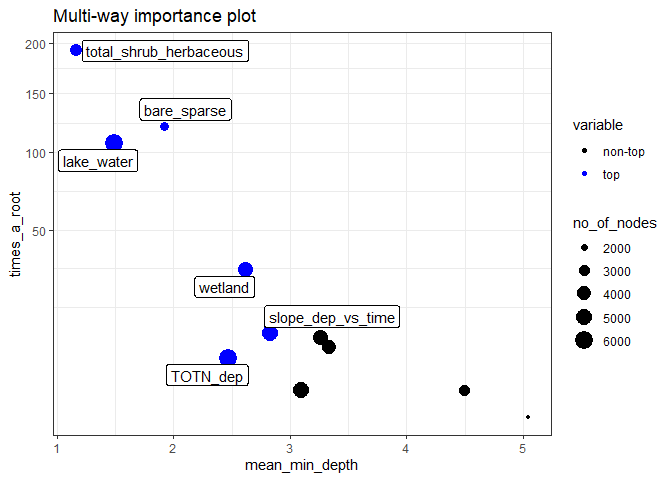 Multi-way importance plot
200
150
100
50
times_a_root
total_shrub_herbaceous
bare_sparse
lake_water
wetland
slope_dep_vs_time
TOTN_dep
1
2
3
4
5
mean_min_depth
variable
non-top
top
no_of_nodes
2000
3000
4000
5000
6000